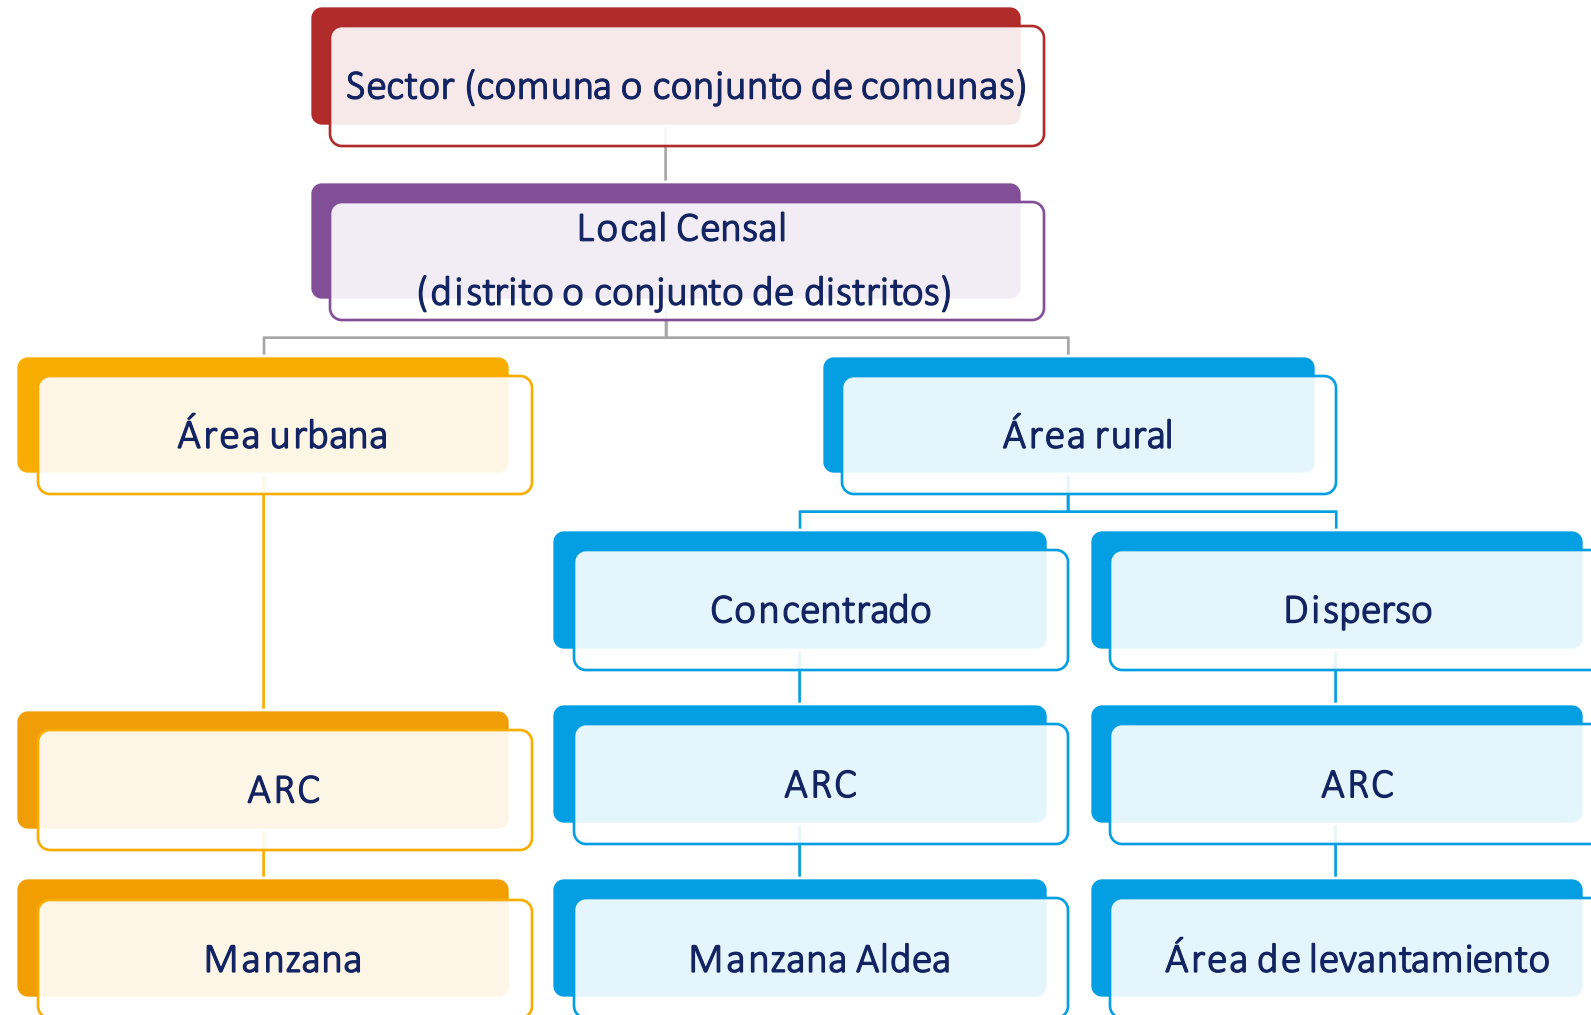 Sector (comuna o conjunto de comunas)
Local Censal
(distrito o conjunto de distritos)
Área urbana
Área rural
Concentrado
Disperso
ARC
ARC
ARC
Manzana
Manzana Aldea
Área de levantamiento